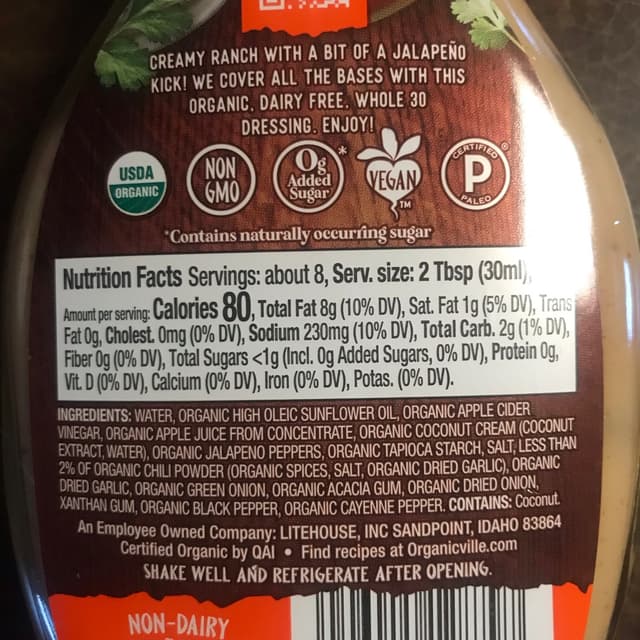 CREAMY RANCH WITH A BIT OF A JALAPEÑO
KICK! WE COVER ALL THE BASES WITH THIS
ORGANIC, DAIRY FREE, WHOLE 30
DRESSING. ENJOY!
USDA
ORGANIC
NON
GMO
0g
Added
Sugar
*
VEGAN
TM
CERTIFIED
P
PALEO
®
*Contains naturally occurring sugar
Nutrition Facts Servings: about 8, Serv. size: 2 Tbsp (30ml),
Amount per serving: Calories 80, Total Fat 8g (10% DV), Sat. Fat 1g (5% DV), Trans
Fat 0g, Cholest. 0mg (0% DV), Sodium 230mg (10% DV), Total Carb. 2g (1% DV),
Fiber 0g (0% DV), Total Sugars <1g (Incl. 0g Added Sugars, 0% DV), Protein 0g,
Vit. D (0% DV), Calcium (0% DV), Iron (0% DV), Potas. (0% DV).
INGREDIENTS: WATER, ORGANIC HIGH OLEIC SUNFLOWER OIL, ORGANIC APPLE CIDER
VINEGAR, ORGANIC APPLE JUICE FROM CONCENTRATE, ORGANIC COCONUT CREAM (COCONUT
EXTRACT, WATER), ORGANIC JALAPENO PEPPERS, ORGANIC TAPIOCA STARCH, SALT, LESS THAN
2% OF ORGANIC CHILI POWDER (ORGANIC SPICES, SALT, ORGANIC DRIED GARLIC), ORGANIC
DRIED GARLIC, ORGANIC GREEN ONION, ORGANIC ACACIA GUM, ORGANIC DRIED ONION,
XANTHAN GUM, ORGANIC BLACK PEPPER, ORGANIC CAYENNE PEPPER. CONTAINS: Coconut.
An Employee Owned Company: LITEHOUSE, INC SANDPOINT, IDAHO 83864
Certified Organic by QAI • Find recipes at Organicville.com
SHAKE WELL AND REFRIGERATE AFTER OPENING.
NON-DAIRY